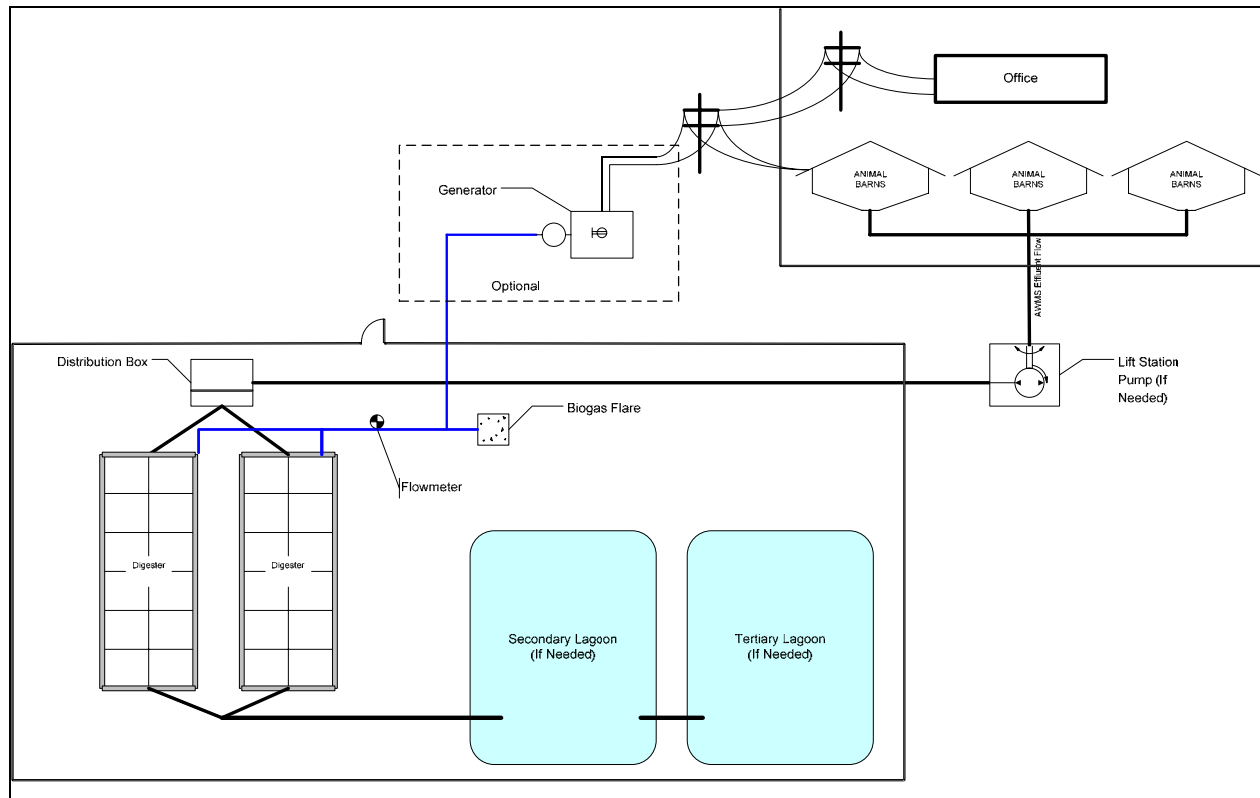 Office
ANIMAL
BARNS
ANIMAL
BARNS
ANIMAL
BARNS
Generator
Optional
AWMS Effluent Flow
Distribution Box
Lift Station
Pump (If
Needed)
Biogas Flare
Flowmeter
Digester
Digester
Secondary Lagoon
(If Needed)
Tertiary Lagoon
(If Needed)